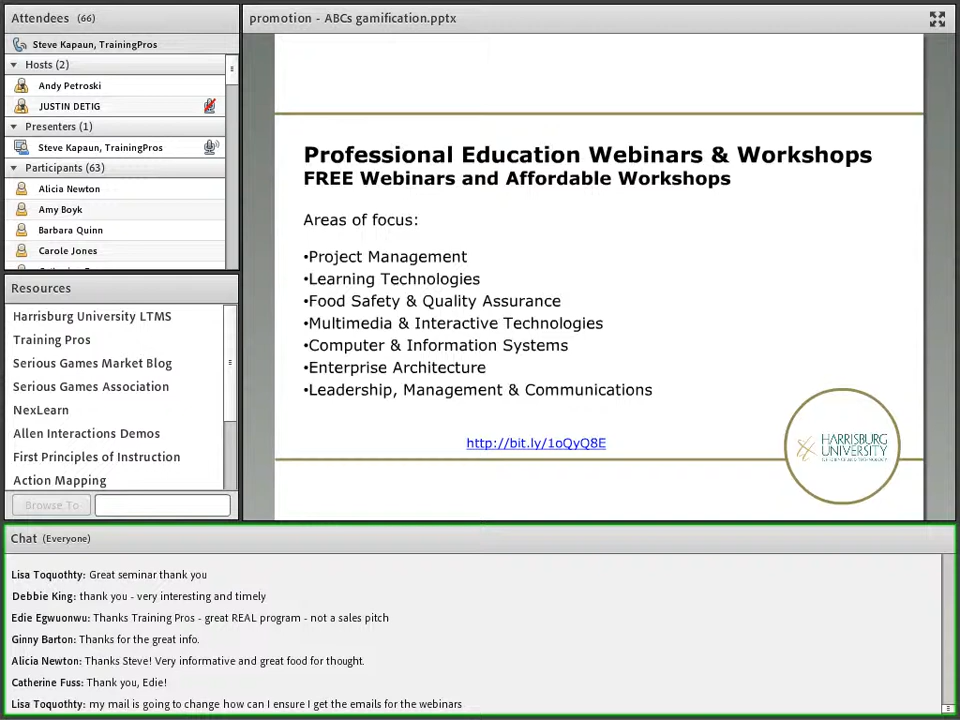 Attendees (66)
Steve Kapaun, TrainingPros
Hosts (2)
Andy Petroski
JUSTIN DETIG
Presenters (1)
Steve Kapaun, TrainingPros
Participants (63)
Alicia Newton
Amy Boyk
Barbara Quinn
Carole Jones
Resources
Harrisburg University LTMS
Training Pros
Serious Games Market Blog
Serious Games Association
NexLearn
Allen Interactions Demos
First Principles of Instruction
Action Mapping
Browse To
promotion - ABCs gamification.pptx
Professional Education Webinars & Workshops
FREE Webinars and Affordable Workshops
Areas of focus:
•Project Management
•Learning Technologies
•Food Safety & Quality Assurance
•Multimedia & Interactive Technologies
•Computer & Information Systems
•Enterprise Architecture
•Leadership, Management & Communications
http://bit.ly/1oQyQ8E
HARRISBURG
UNIVERSITY
Chat (Everyone)
Lisa Toquothty: Great seminar thank you
Debbie King: thank you - very interesting and timely
Edie Egwuonwu: Thanks Training Pros - great REAL program - not a sales pitch
Ginny Barton: Thanks for the great info.
Alicia Newton: Thanks Steve! Very informative and great food for thought.
Catherine Fuss: Thank you, Edie!
Lisa Toquothty: my mail is going to change how can I ensure I get the emails for the webinars